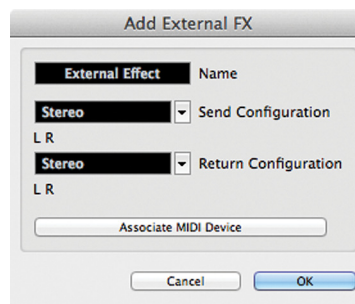 Add External FX
External Effect Name
Stereo Send Configuration
L R
Stereo Return Configuration
L R
Associate MIDI Device
Cancel OK